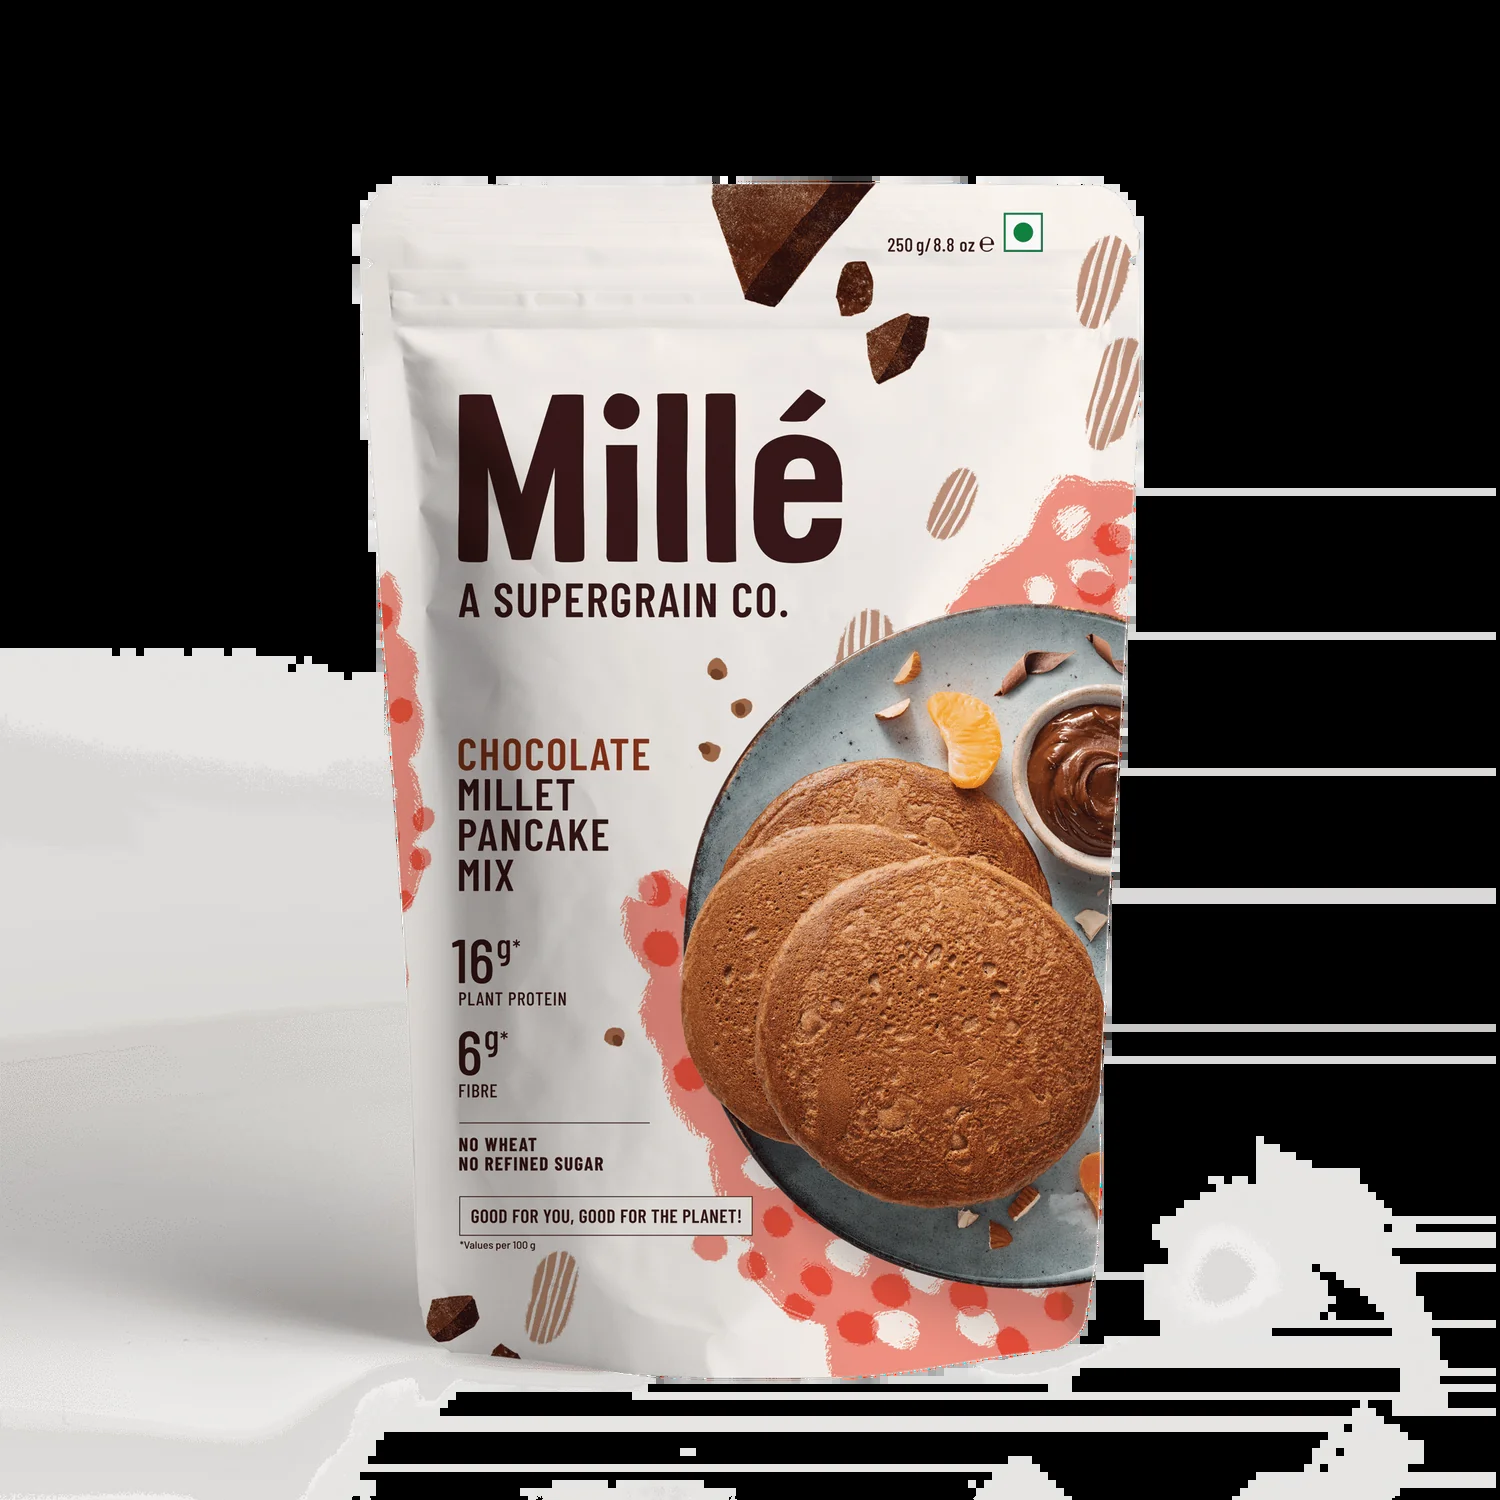 250 g/8.8 oz ℮
Millé
A SUPERGRAIN CO.
CHOCOLATE
MILLET
PANCAKE
MIX
16g*
PLANT PROTEIN
6g*
FIBRE
NO WHEAT
NO REFINED SUGAR
GOOD FOR YOU, GOOD FOR THE PLANET!
*Values per 100 g